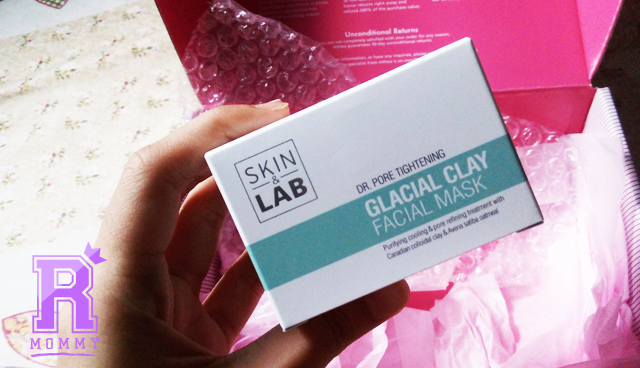 Unconditional Returns
SKIN
&
LAB
DR. PORE TIGHTENING
GLACIAL CLAY
FACIAL MASK
Purifying cooling & pore refining treatment with
Canadian colloidal clay & Avena sativa oatmeal
R
MOMMY